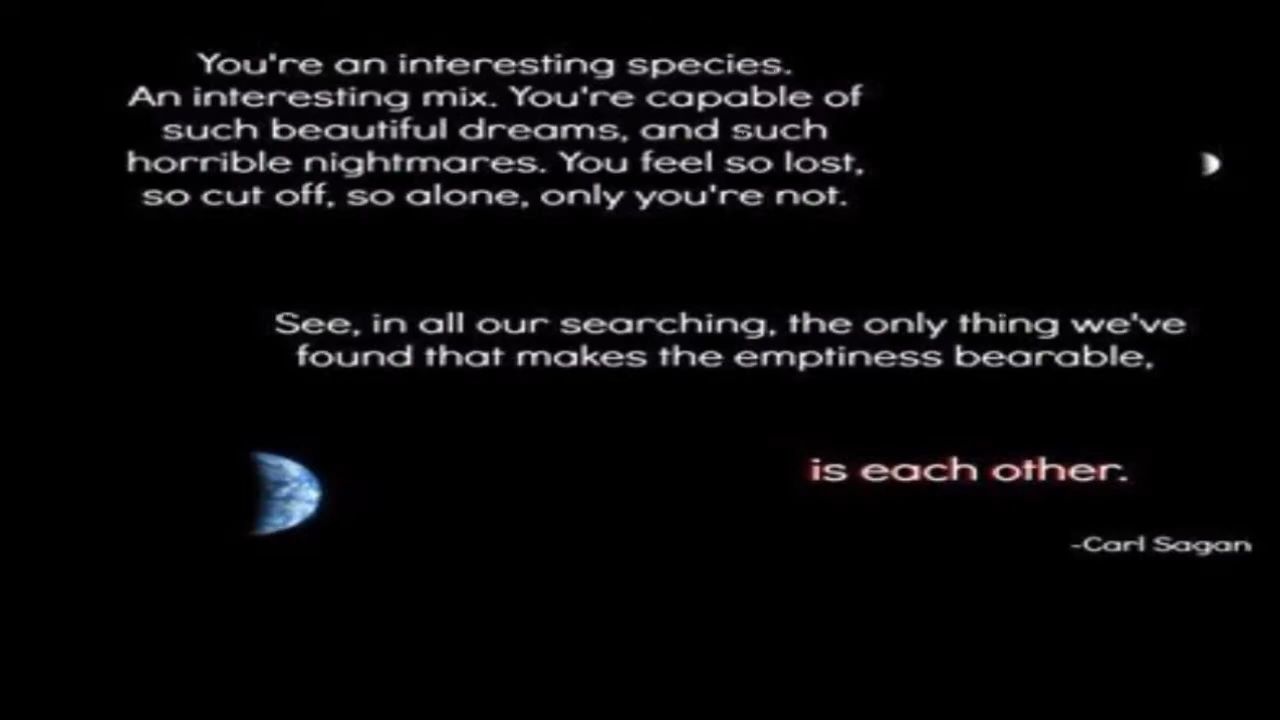 You're an interesting species.
An interesting mix. You're capable of
such beautiful dreams, and such
horrible nightmares. You feel so lost,
so cut off, so alone, only you're not.
See, in all our searching, the only thing we've
found that makes the emptiness bearable,
is each other.
-Carl Sagan